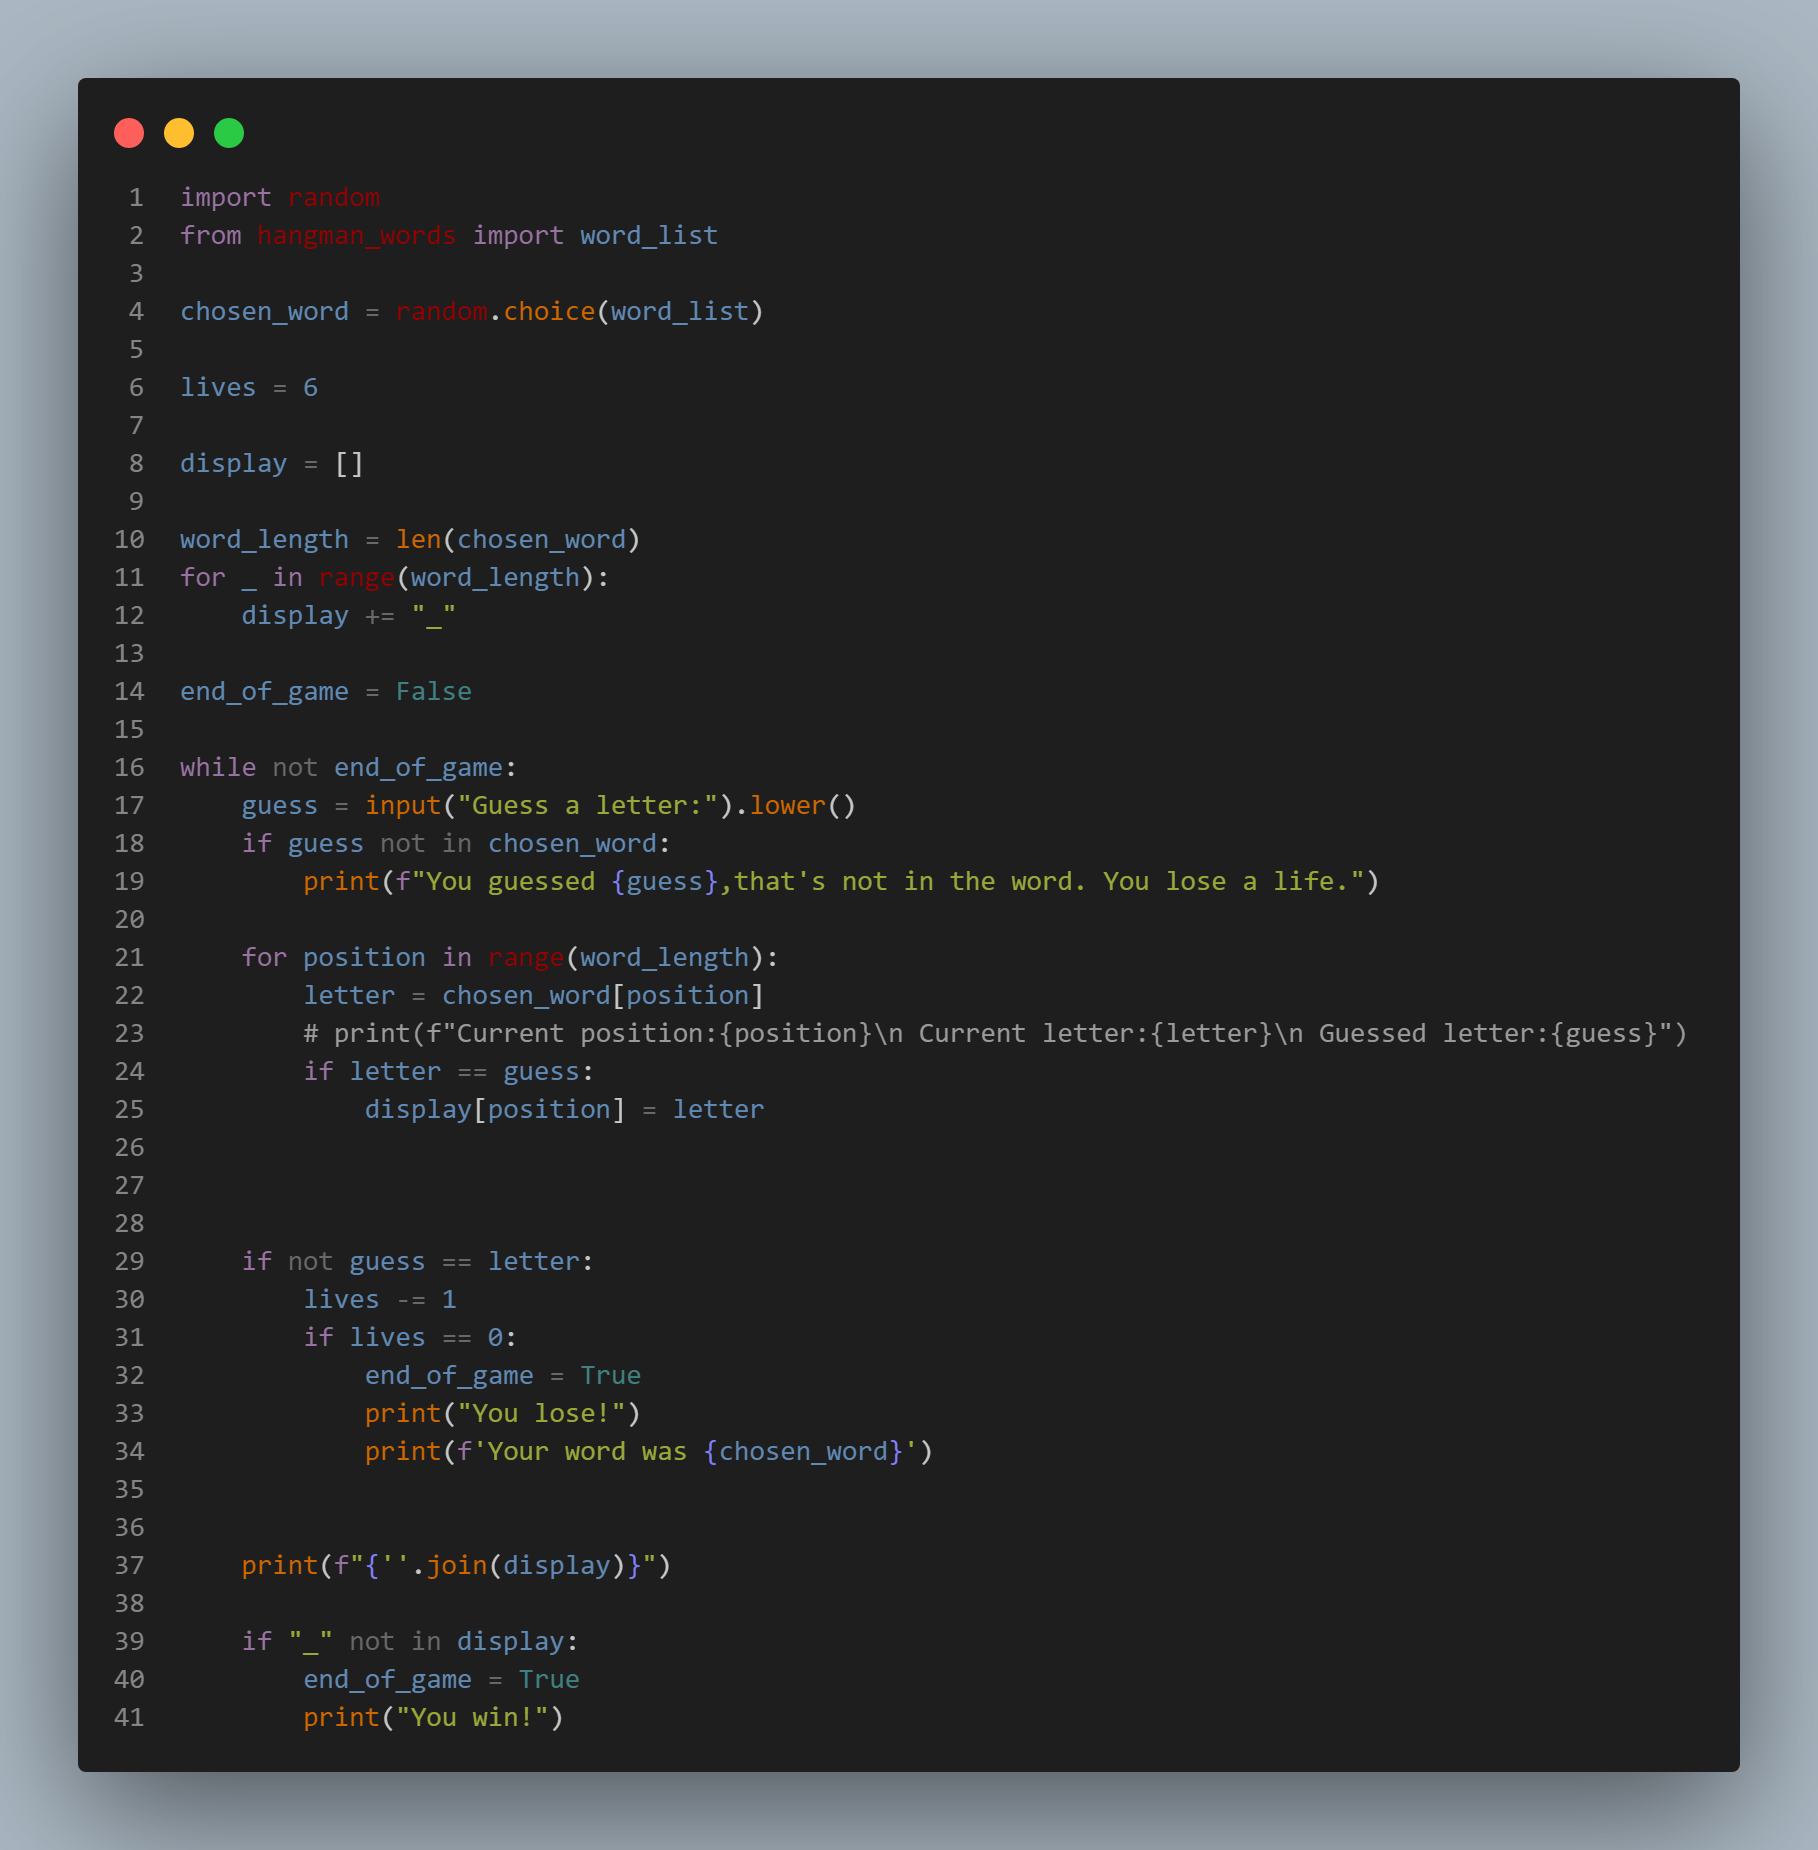 1 import random
2 from hangman_words import word_list
3
4 chosen_word = random.choice(word_list)
5
6 lives = 6
7
8 display = []
9
10 word_length = len(chosen_word)
11 for _ in range(word_length):
12     display += "_"
13
14 end_of_game = False
15
16 while not end_of_game:
17     guess = input("Guess a letter:").lower()
18     if guess not in chosen_word:
19         print(f"You guessed {guess},that's not in the word. You lose a life.")
20
21     for position in range(word_length):
22         letter = chosen_word[position]
23         # print(f"Current position:{position}\n Current letter:{letter}\n Guessed letter:{guess}")
24         if letter == guess:
25             display[position] = letter
26
27
28
29     if not guess == letter:
30         lives -= 1
31         if lives == 0:
32             end_of_game = True
33             print("You lose!")
34             print(f'Your word was {chosen_word}')
35
36
37     print(f"{''.join(display)}")
38
39     if "_" not in display:
40         end_of_game = True
41         print("You win!")